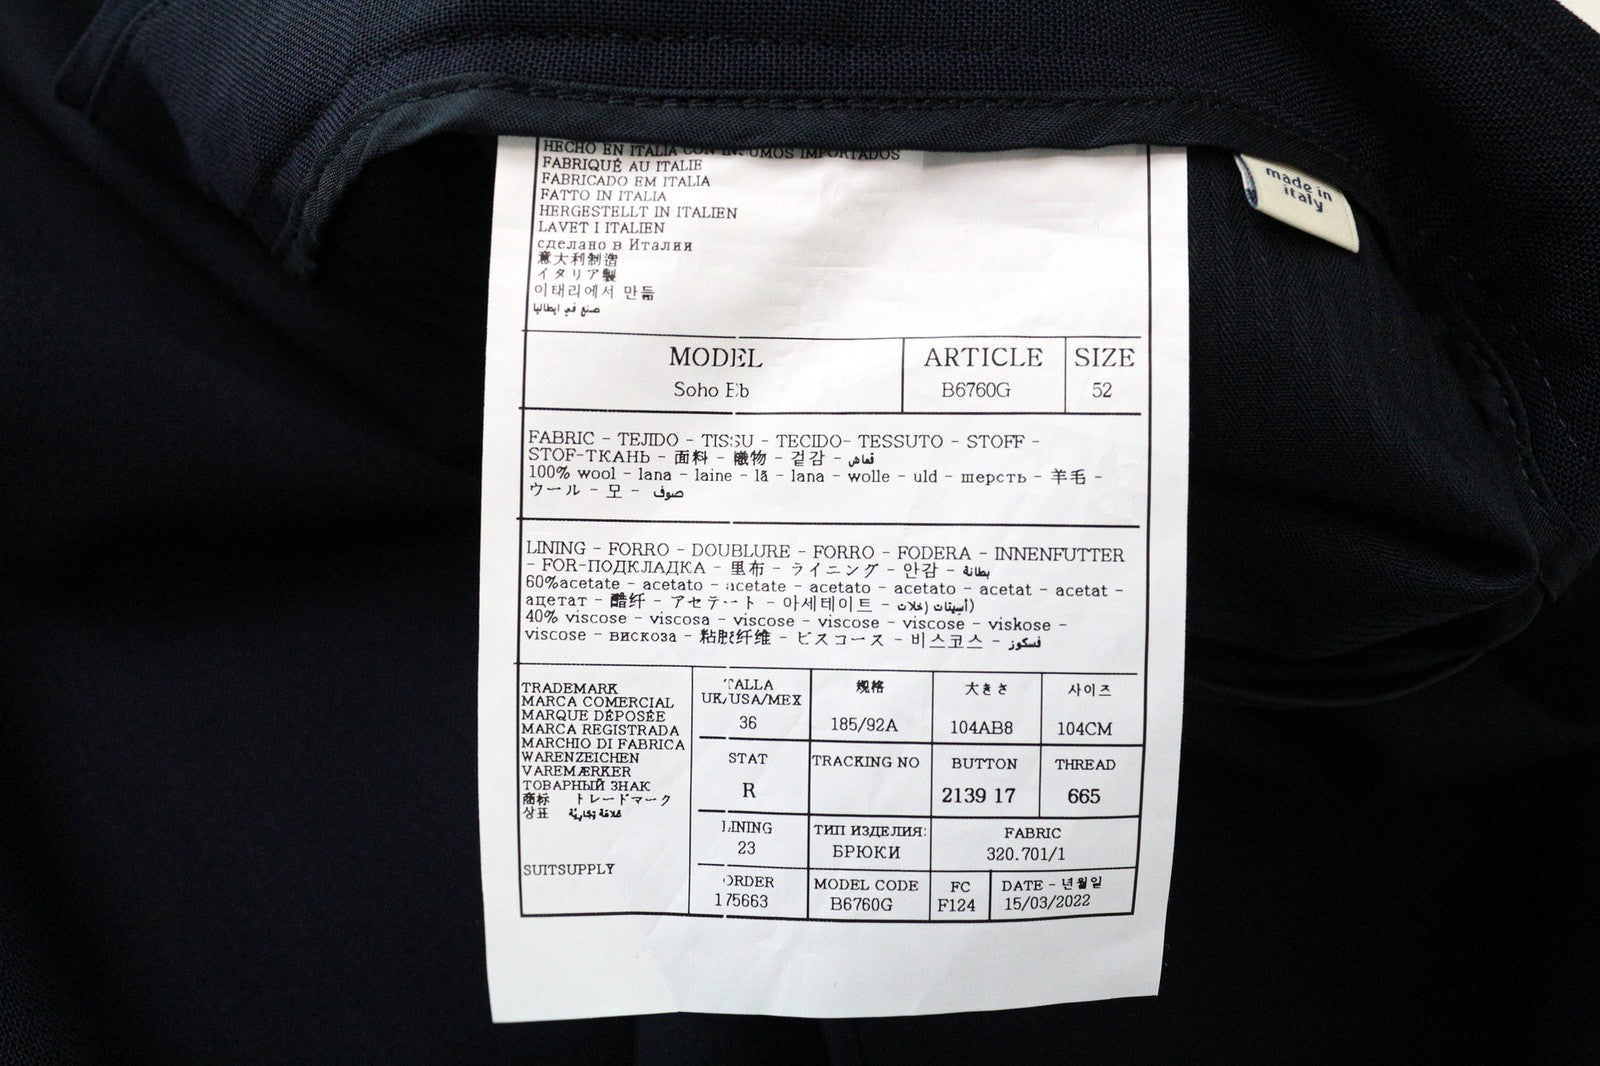 HECHO EN ITALIA CON INSUMOS IMPORTADOS
FABRIQUÉ AU ITALIE
FABRICADO EM ITALIA
FATTO IN ITALIA
HERGESTELLT IN ITALIEN
LAVET I ITALIEN
сделано в Италии
意大利制造
イタリア製
이태리에서 만듦
صنع في ايطاليا
made in
italy
MODEL ARTICLE SIZE
Soho Eb B6760G 52
FABRIC - TEJIDO - TISSU - TECIDO- TESSUTO - STOFF -
STOF-ТКАНЬ - 面料 - 織物 - 겉감 - قماش
100% wool - lana - laine - lã - lana - wolle - uld - шерсть - 羊毛 -
ウール - 모 - صوف
LINING - FORRO - DOUBLURE - FORRO - FODERA - INNENFUTTER
- FOR-ПОДКЛАДКА - 里布 - ライニング - 안감 - بطانة
60%acetate - acetato - acetate - acetato - acetato - acetat - acetat -
ацетат - 醋纤 - アセテート - 아세테이트 - أسيتات (خلات)
40% viscose - viscosa - viscose - viscose - viscose - viskose -
viscose - вискоза - 粘胶纤维 - ビスコース - 비스코스 - فسكوز
TRADEMARK
MARCA COMERCIAL
MARQUE DÉPOSÉE
MARCA REGISTRADA
MARCHIO DI FABRICA
WARENZEICHEN
VAREMÆRKER
ТОВАРНЫЙ ЗНАК
商标 トレードマーク
상표 علامة تجارية
SUITSUPPLY
TALLA
UK/USA/MEX 规格 大きさ 사이즈
36 185/92A 104AB8 104CM
STAT TRACKING NO BUTTON THREAD
R 2139 17 665
LINING ТИП ИЗДЕЛИЯ: FABRIC
23 БРЮКИ 320.701/1
ORDER MODEL CODE FC DATE - 년월일
175663 B6760G F124 15/03/2022